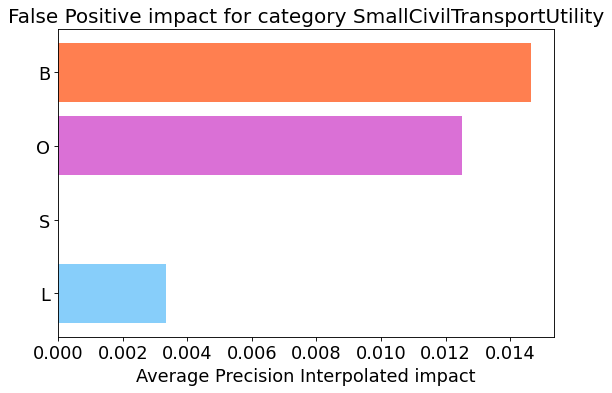 False Positive impact for category SmallCivilTransportUtility
B
O
S
L
0.000 0.002 0.004 0.006 0.008 0.010 0.012 0.014
Average Precision Interpolated impact